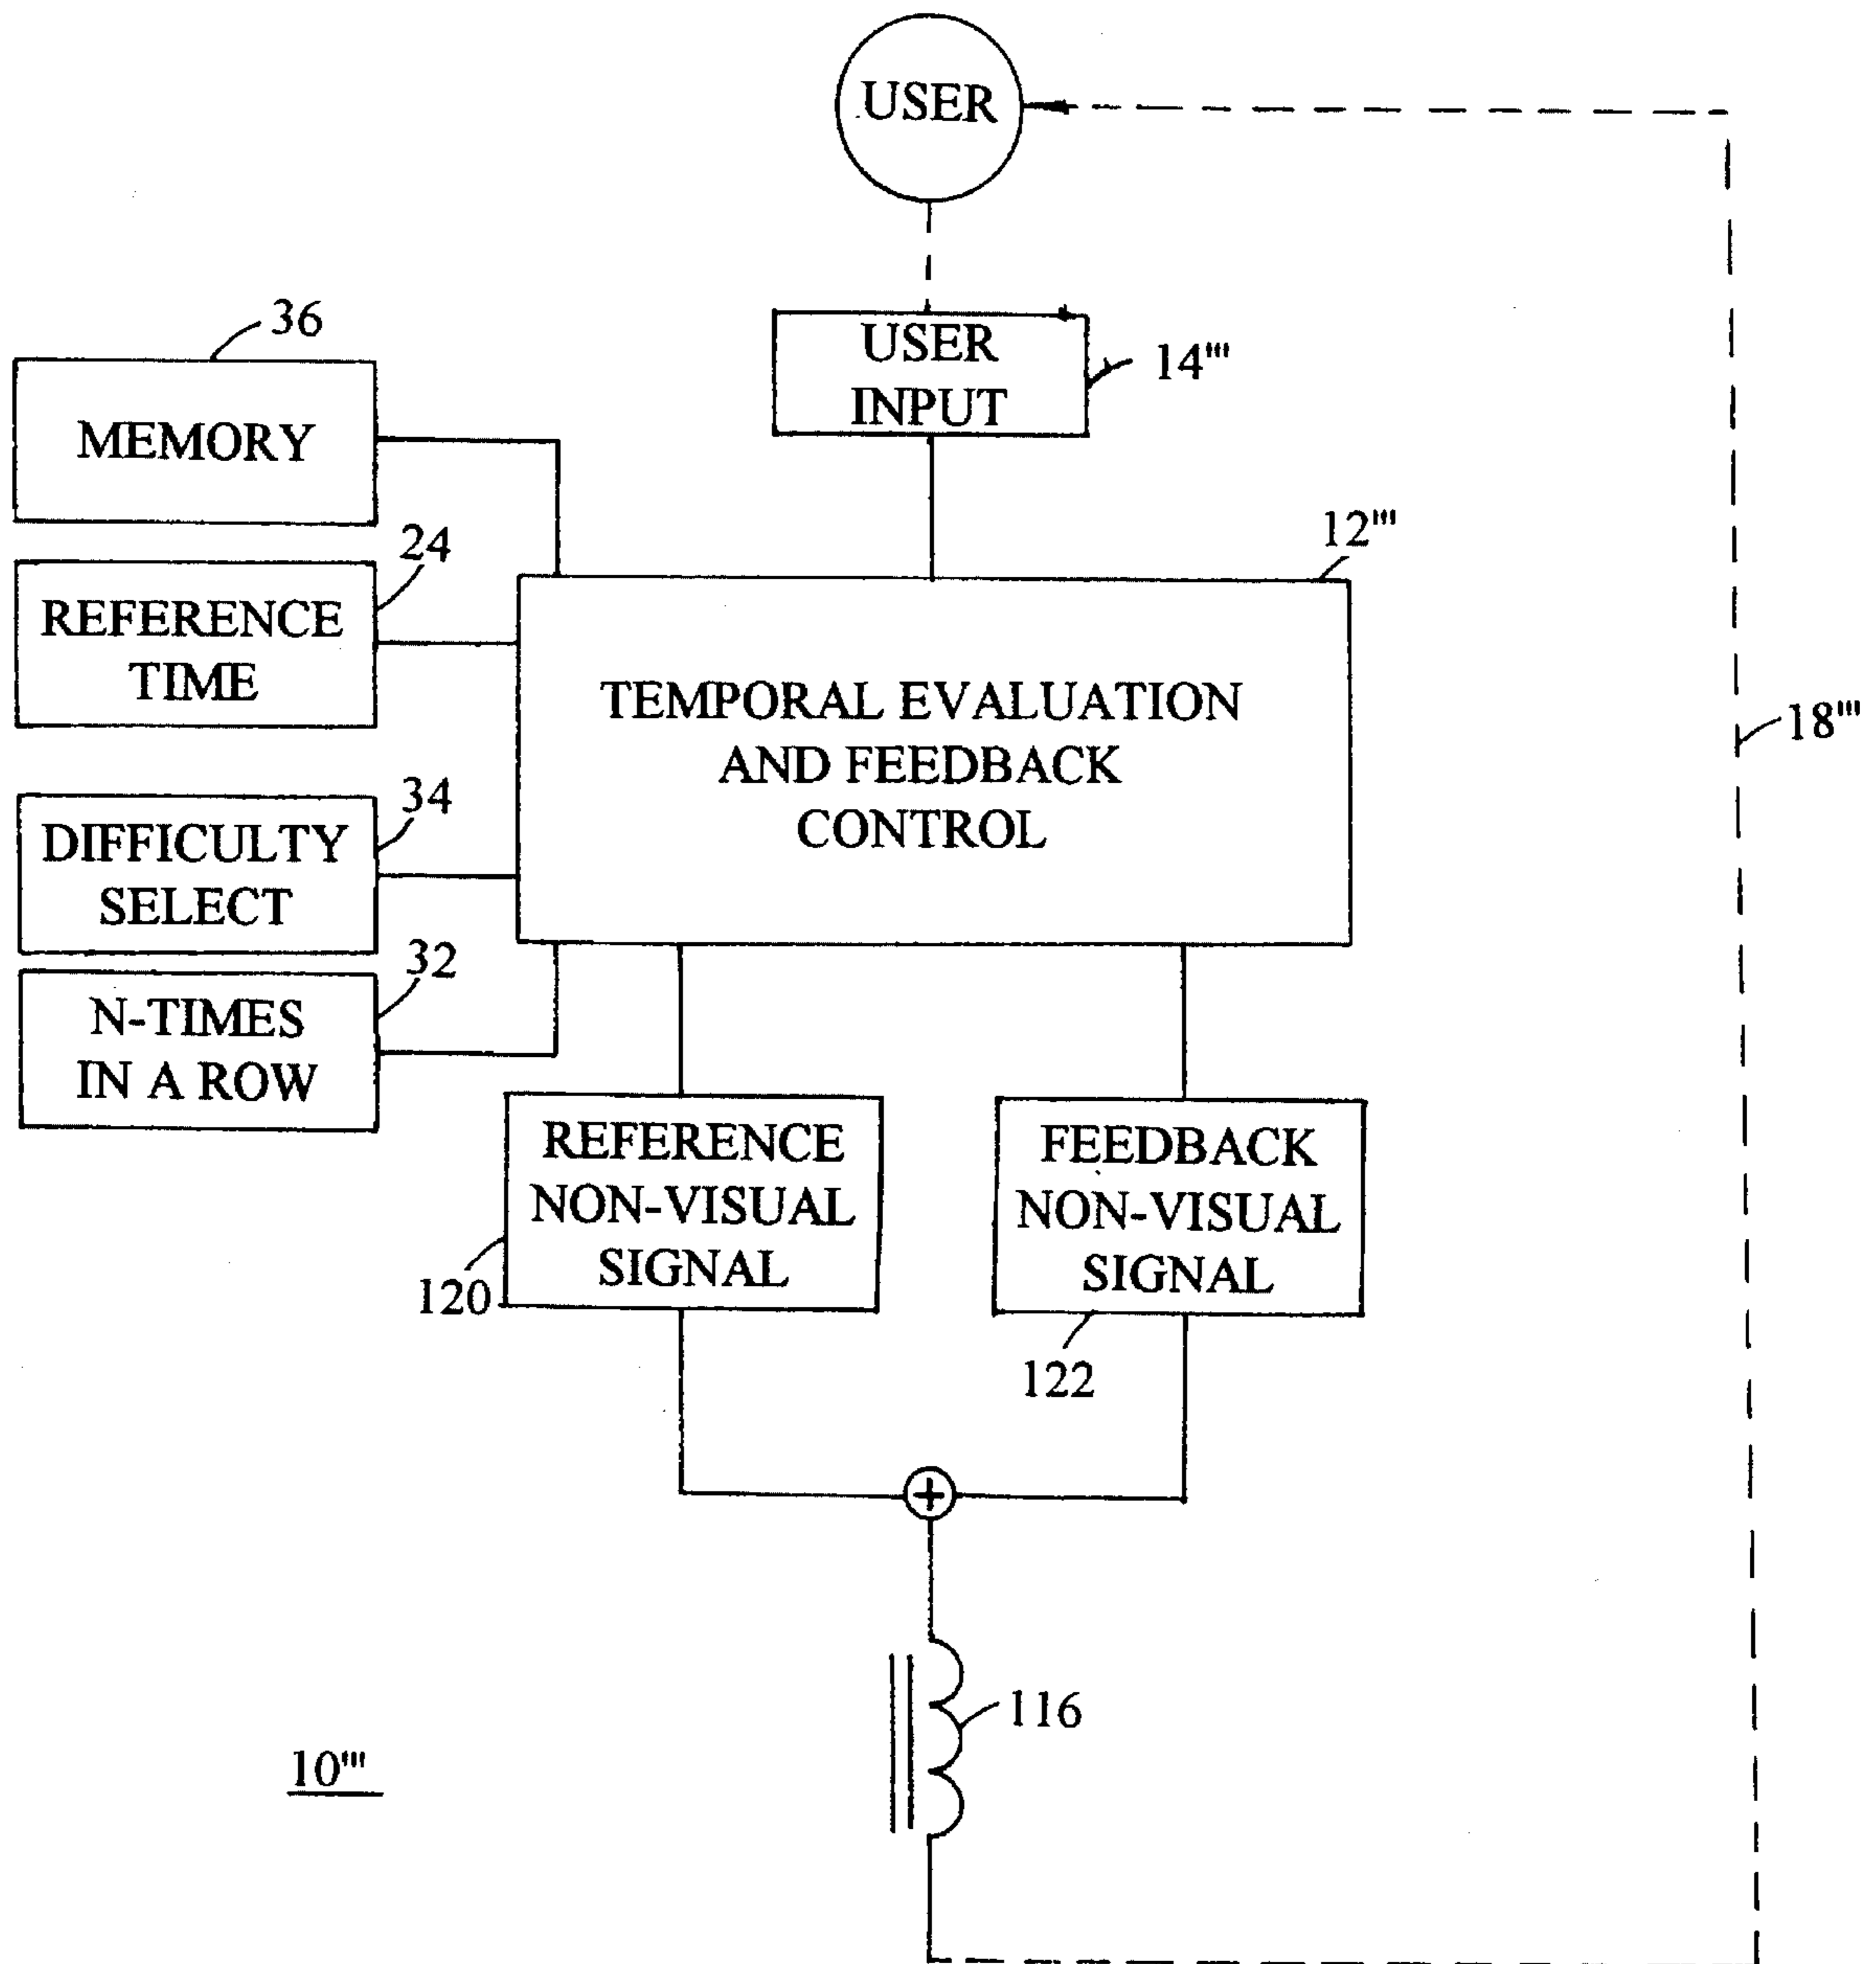 USER
36
USER
INPUT
14'''
MEMORY
24
12'''
REFERENCE
TIME
TEMPORAL EVALUATION
AND FEEDBACK
CONTROL
18'''
34
DIFFICULTY
SELECT
32
N-TIMES
IN A ROW
REFERENCE
NON-VISUAL
SIGNAL
120
FEEDBACK
NON-VISUAL
SIGNAL
122
+
116
10'''